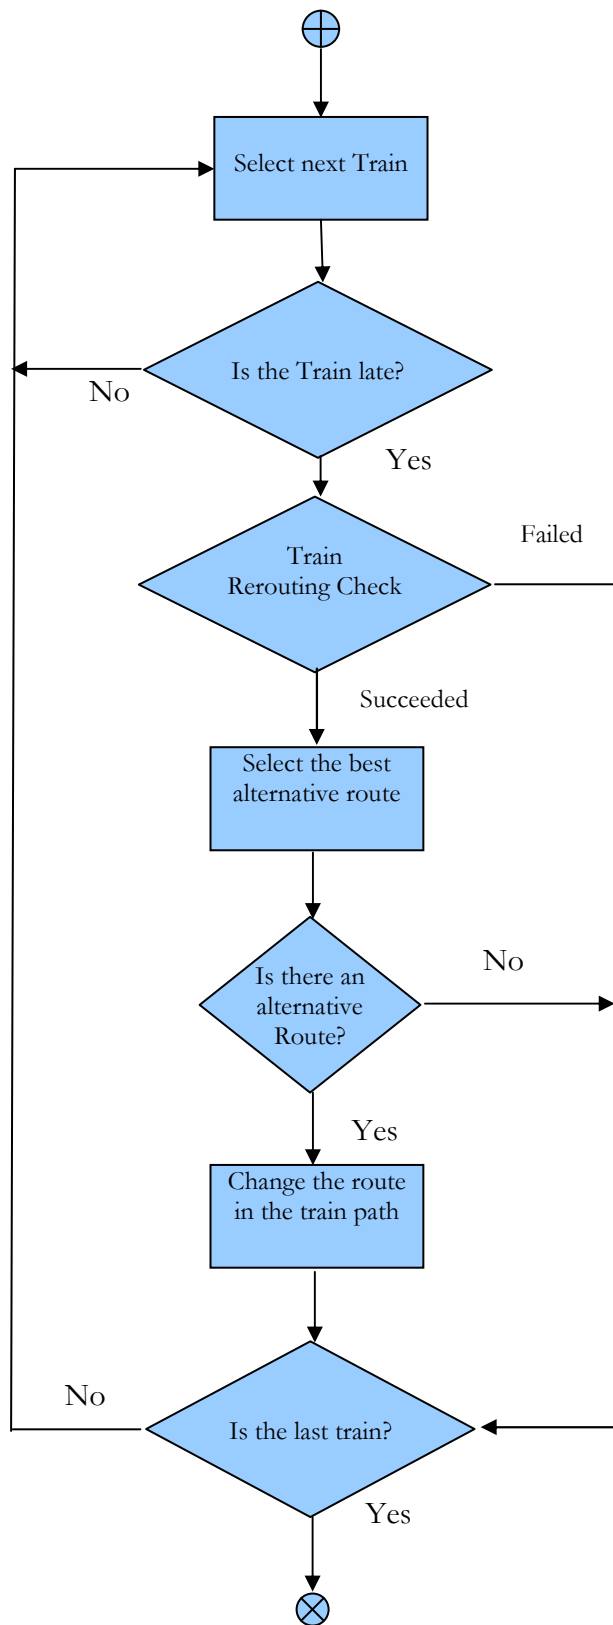 Select next Train
Is the Train late?
No
Yes
Failed
Train
Rerouting Check
Succeeded
Select the best
alternative route
No
Is there an
alternative
Route?
Yes
Change the route
in the train path
No
Is the last train?
Yes